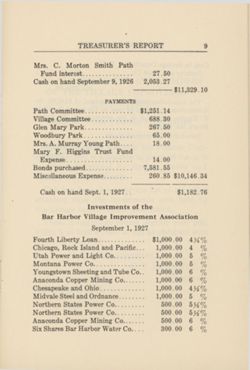 TREASURER'S REPORT 9
Mrs. C. Morton Smith Path
Fund interest............... 27.50
Cash on hand September 9, 1926 2,053.27
$11,329.10
PAYMENTS
Path Committee............... $1,251.14
Village Committee............ 688.30
Glen Mary Park............... 267.50
Woodbury Park................ 65.00
Mrs. A. Murray Young Path.... 18.00
Mary F. Higgins Trust Fund
Expense.................... 14.00
Bonds purchased.............. 7,581.55
Miscellaneous Expense........ 260.85 $10,146.34
Cash on hand Sept. 1, 1927.. $1,182.76
Investments of the
Bar Harbor Village Improvement Association
September 1, 1927
Fourth Liberty Loan.............. $1,000.00 4¼%
Chicago, Rock Island and Pacific... 1,000.00 4 %
Utah Power and Light Co.......... 1,000.00 5 %
Montana Power Co................. 1,000.00 5 %
Youngstown Sheeting and Tube Co.. 1,000.00 6 %
Anaconda Copper Mining Co........ 1,000.00 6 %
Chesapeake and Ohio.............. 1,000.00 4½%
Midvale Steel and Ordnance....... 1,000.00 5 %
Northern States Power Co......... 500.00 5½%
Northern States Power Co......... 500.00 5½%
Anaconda Copper Mining Co........ 500.00 6 %
Six Shares Bar Harbor Water Co... 300.00 6 %